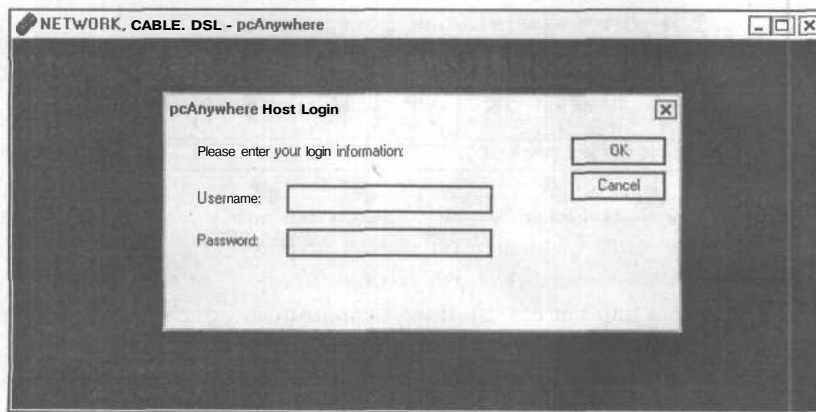 NETWORK, CABLE. DSL - pcAnywhere
pcAnywhere Host Login
Please enter your login information:
OK
Cancel
Username:
Password: